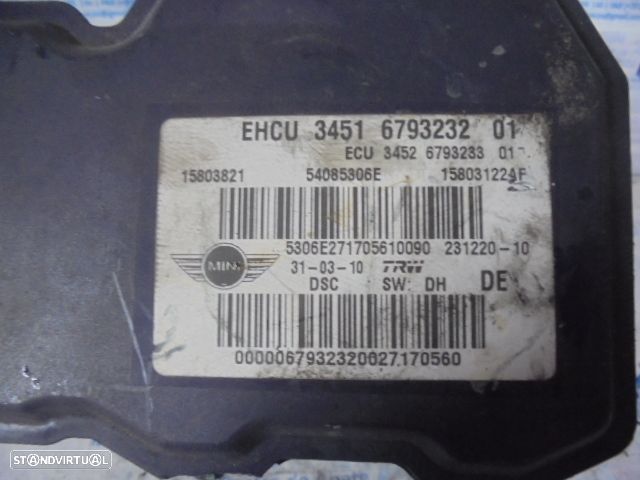 EHCU 3451 6793232 01
ECU 3452 6793233 01
15803821 54085306E 15803122AF
5306E271705610090 231220-10
MINI 31-03-10 TRW
DSC SW: DH DE
0000067932320027170560
STANDVIRTUAL